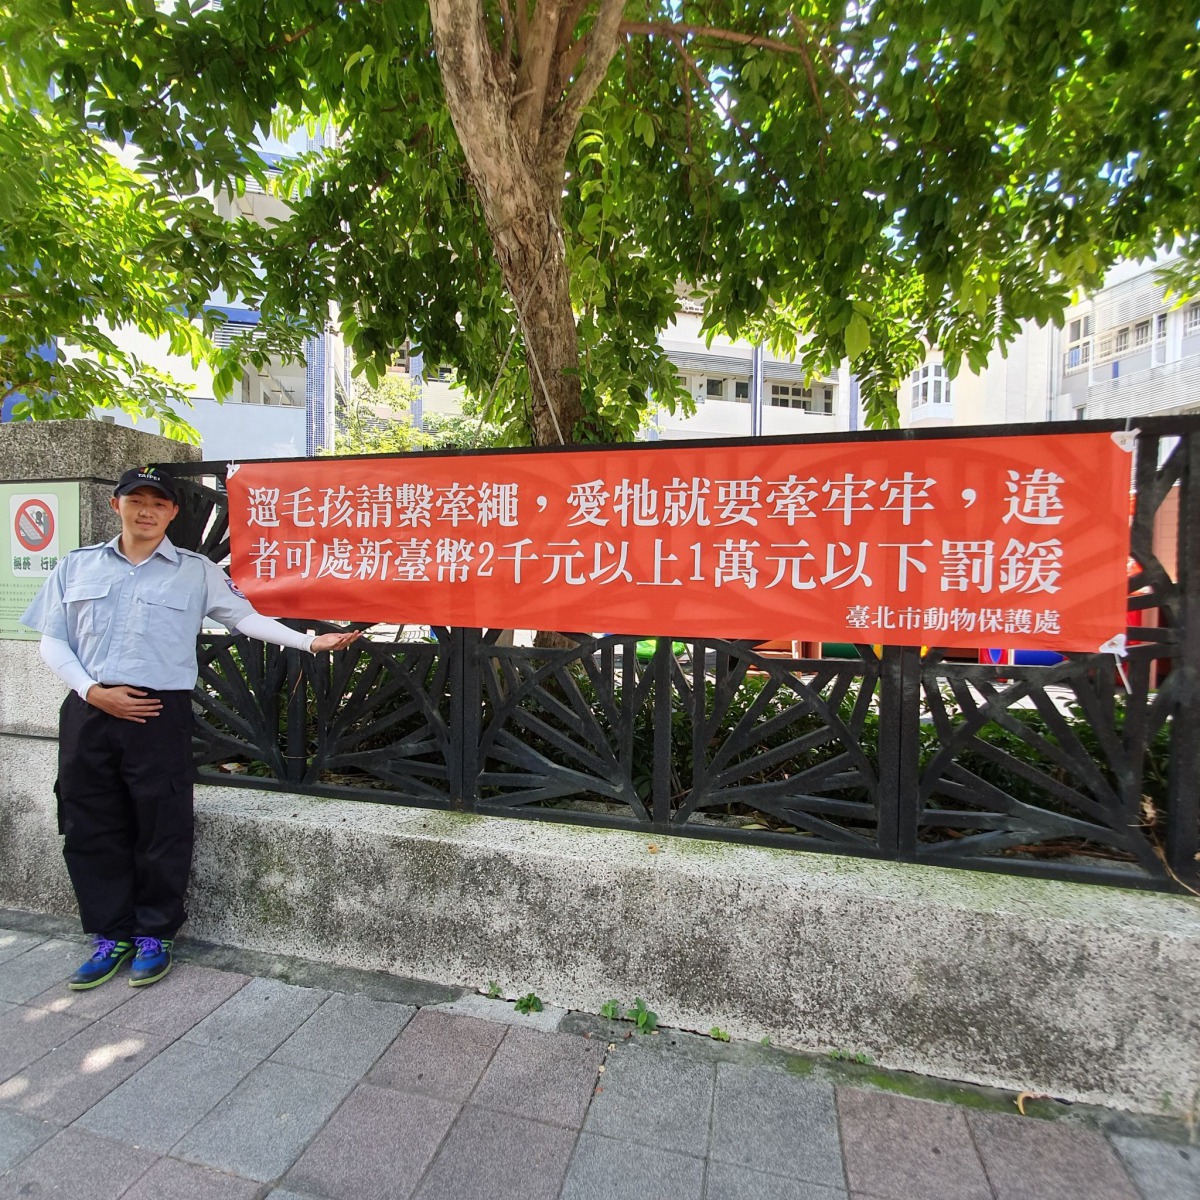 TAIPEI
遛毛孩請繫牽繩，愛牠就要牽牢牢，違
者可處新臺幣2千元以上1萬元以下罰鍰
臺北市動物保護處